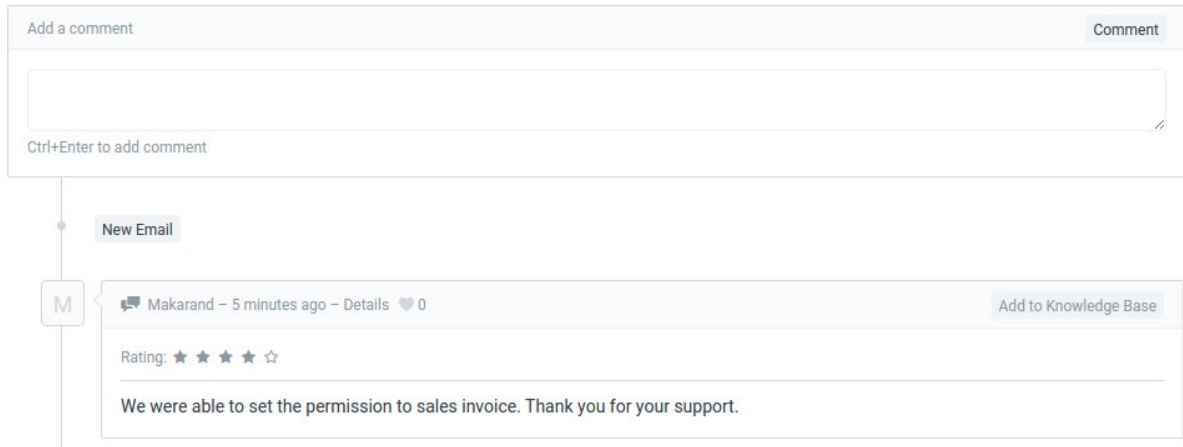 Add a comment
Comment
Ctrl+Enter to add comment
New Email
M
Makarand – 5 minutes ago – Details 0
Add to Knowledge Base
Rating:
We were able to set the permission to sales invoice. Thank you for your support.